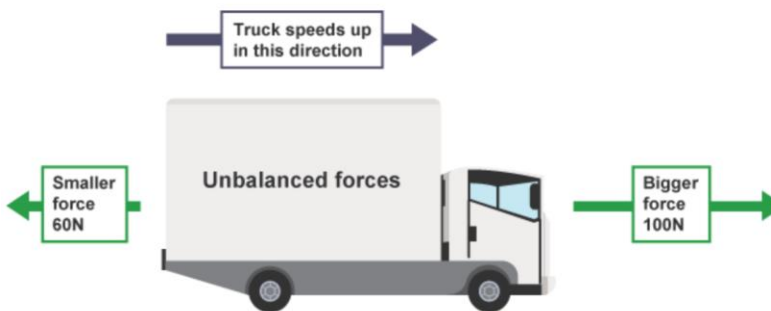 Truck speeds up
in this direction
Smaller
force
60N
Unbalanced forces
Bigger
force
100N